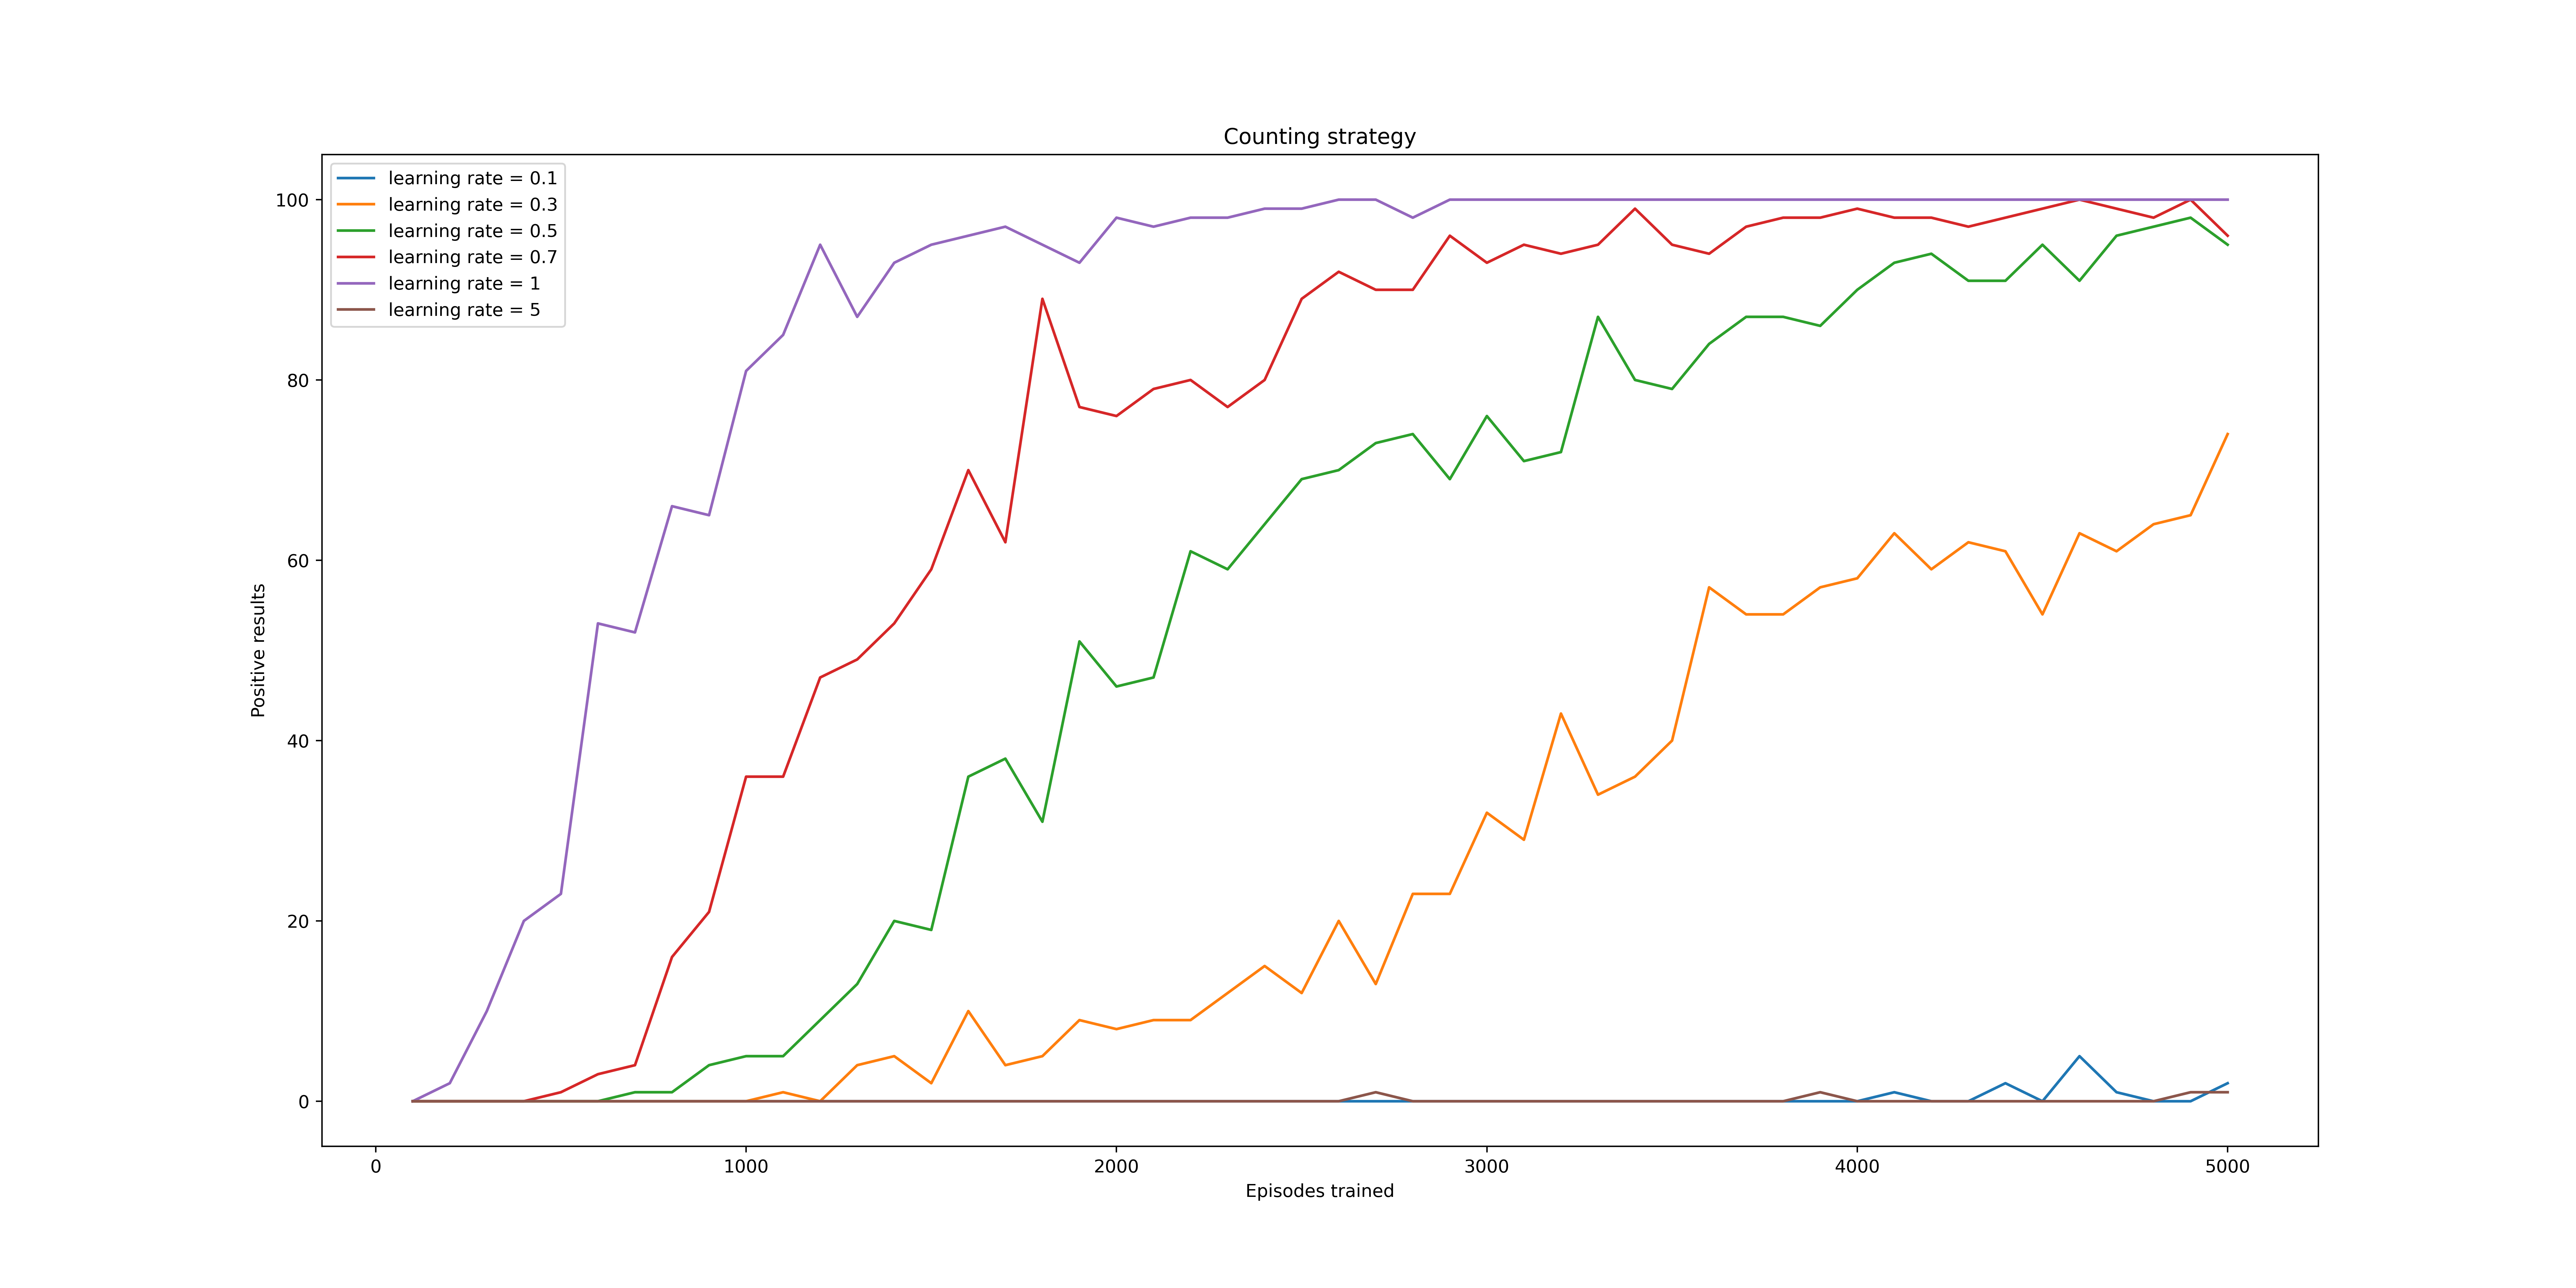 Counting strategy
learning rate = 0.1
learning rate = 0.3
learning rate = 0.5
learning rate = 0.7
learning rate = 1
learning rate = 5
100
80
60
40
20
0
Positive results
0 1000 2000 3000 4000 5000
Episodes trained